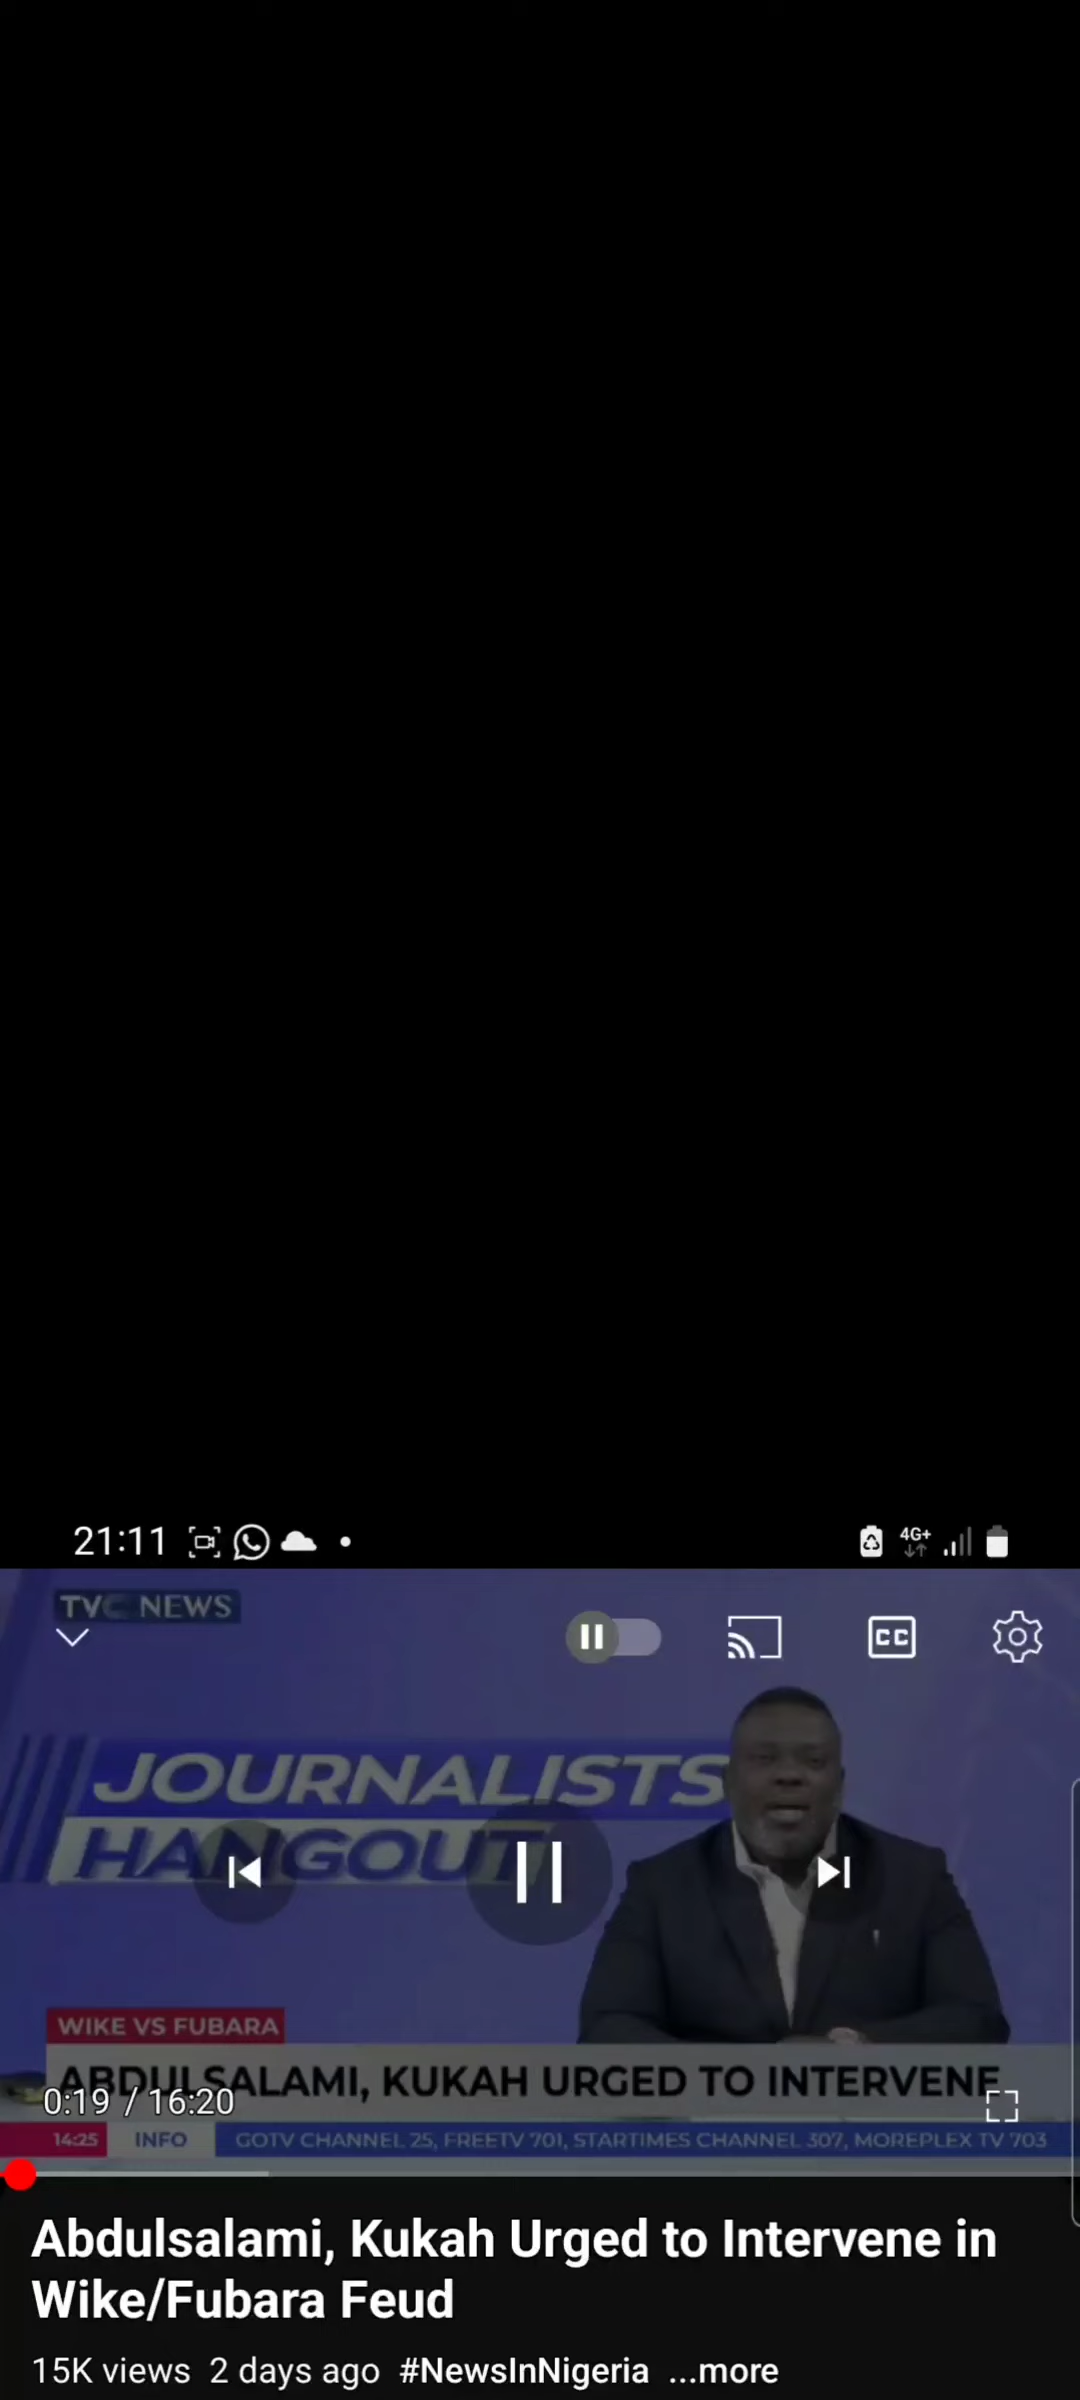 21:11
4G+
TVC NEWS
CC
JOURNALISTS
HANGOUT
WIKE VS FUBARA
ABDULSALAMI, KUKAH URGED TO INTERVENE
0:19 / 16:20
14:25 INFO GOTV CHANNEL 25, FREETV 701, STARTIMES CHANNEL 307, MOREPLEX TV 703
Abdulsalami, Kukah Urged to Intervene in
Wike/Fubara Feud
15K views 2 days ago #NewsInNigeria ...more